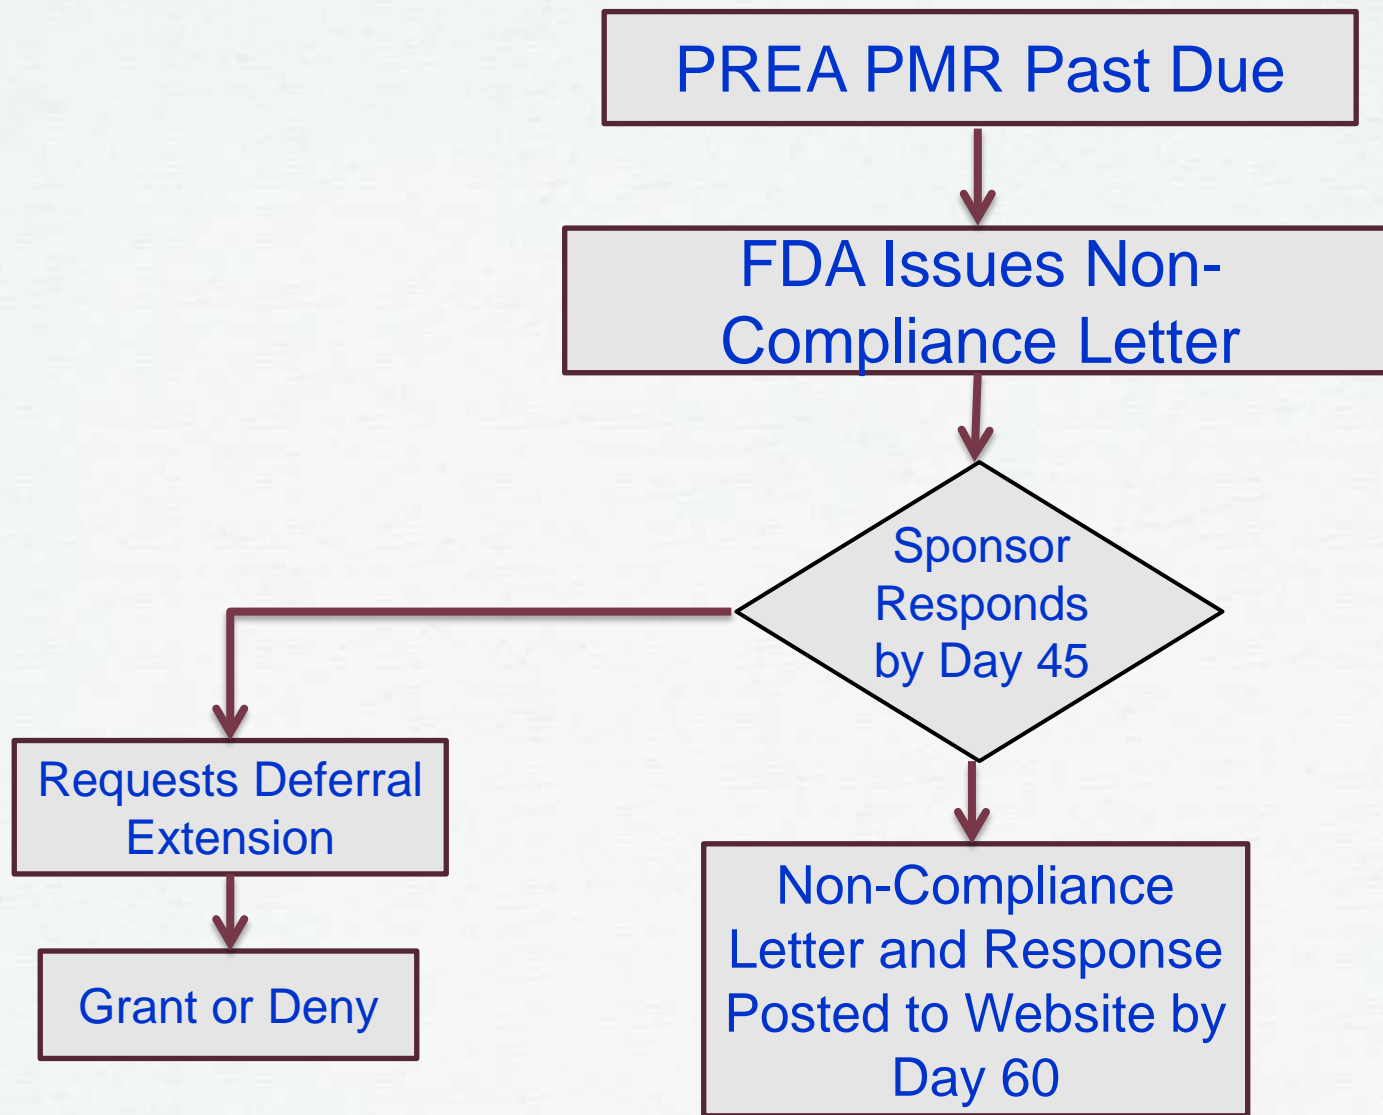 PREA PMR Past Due
FDA Issues Non-
Compliance Letter
Sponsor
Responds
by Day 45
Requests Deferral
Extension
Grant or Deny
Non-Compliance
Letter and Response
Posted to Website by
Day 60